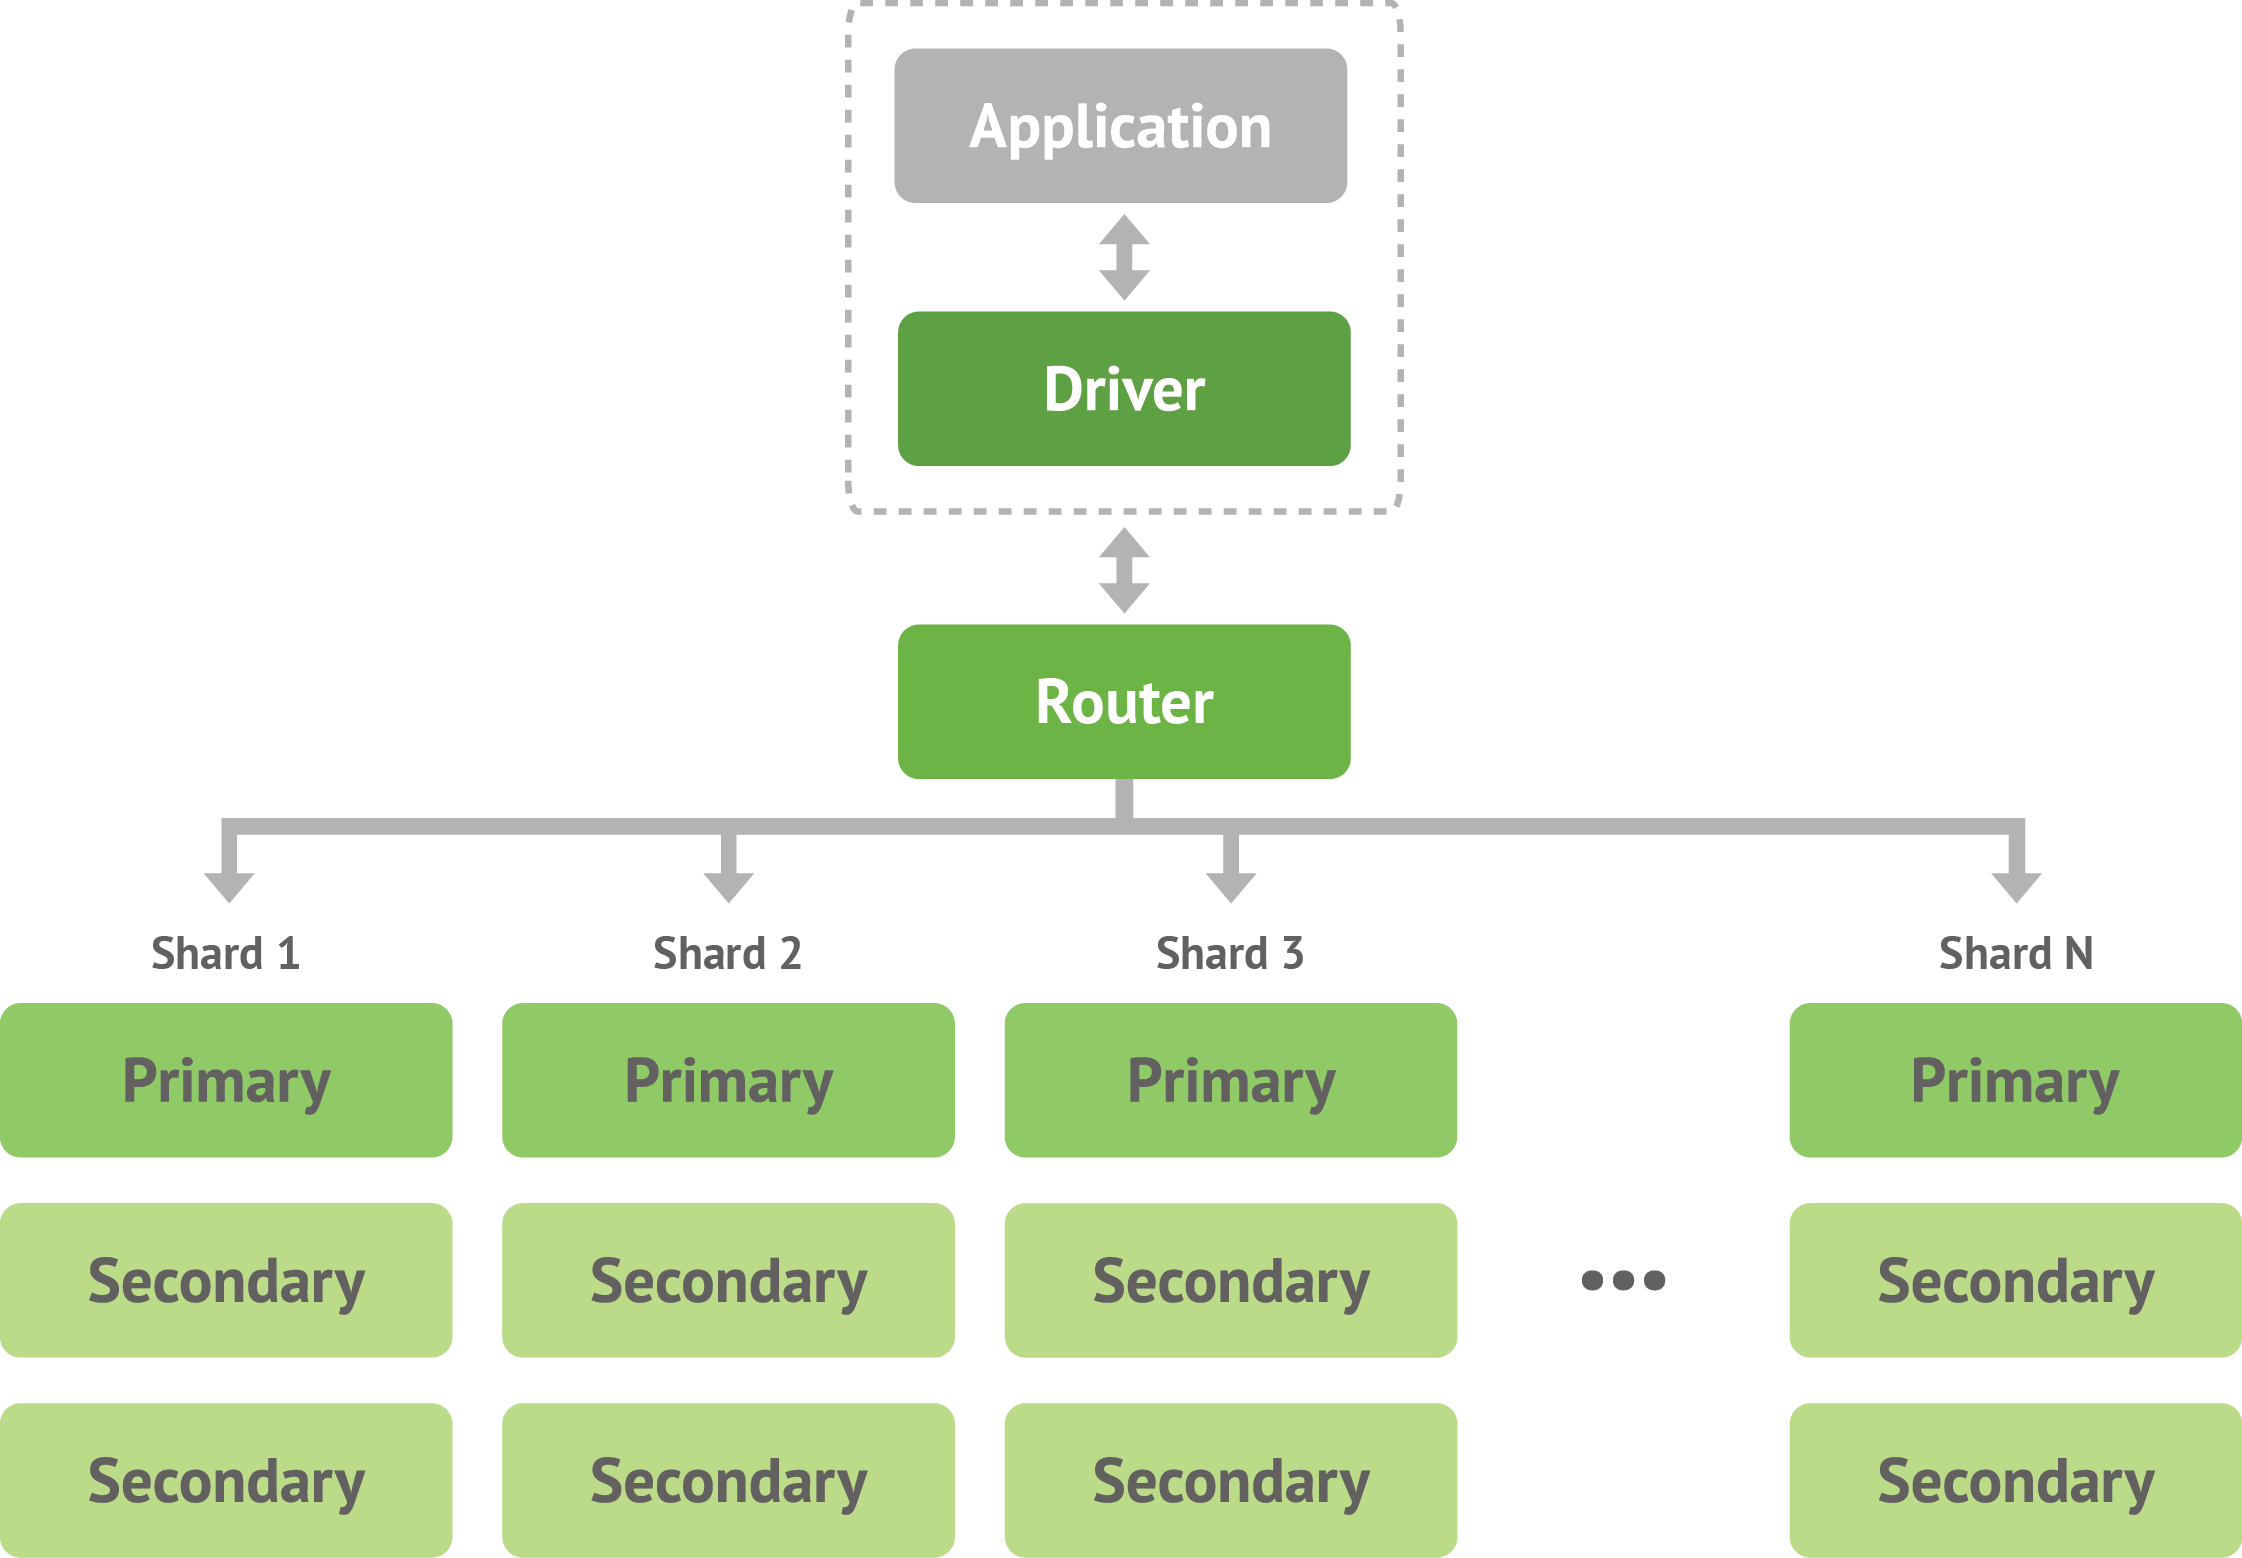 Application
Driver
Router
Shard 1 Shard 2 Shard 3 Shard N
Primary Primary Primary Primary
Secondary Secondary Secondary ••• Secondary
Secondary Secondary Secondary Secondary